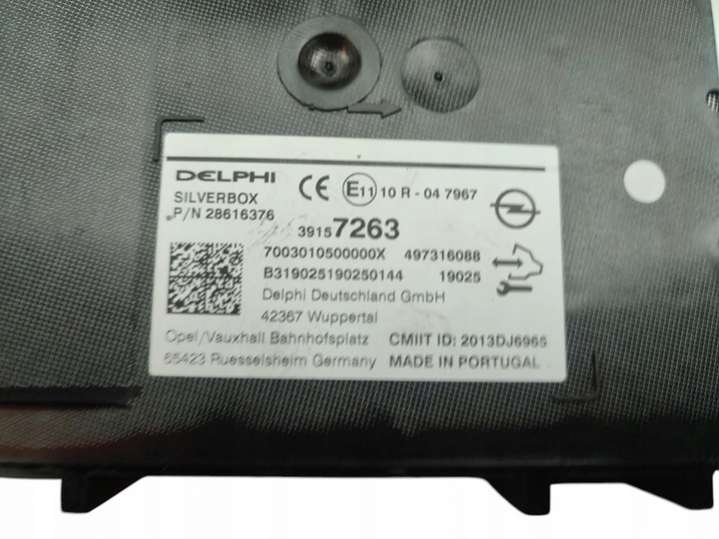 DELPHI
SILVERBOX
P/N 28616376
CE E11 10 R - 04 7967
39157263
7003010500000X 497316088
B319025190250144 19025
Delphi Deutschland GmbH
42367 Wuppertal
Opel/Vauxhall Bahnhofsplatz CMIIT ID: 2013DJ6965
65423 Ruesselsheim Germany MADE IN PORTUGAL